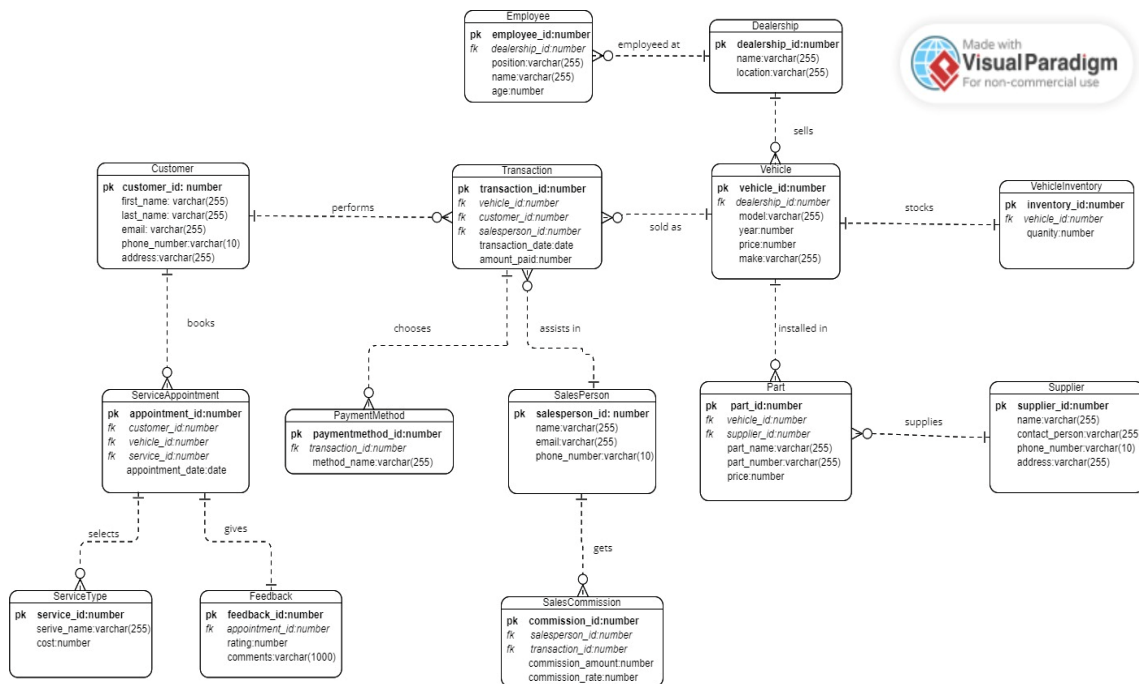 Employee
pk employee_id:number
fk dealership_id:number
position:varchar(255)
name:varchar(255)
age:number
employeed at
Dealership
pk dealership_id:number
name:varchar(255)
location:varchar(255)
Made with
VisualParadigm
For non-commercial use
sells
Customer
pk customer_id: number
first_name: varchar(255)
last_name: varchar(255)
email: varchar(255)
phone_number:varchar(10)
address:varchar(255)
performs
Transaction
pk transaction_id:number
fk vehicle_id:number
fk customer_id:number
fk salesperson_id:number
transaction_date:date
amount_paid:number
sold as
Vehicle
pk vehicle_id:number
fk dealership_id:number
model:varchar(255)
year:number
price:number
make:varchar(255)
stocks
VehicleInventory
pk inventory_id:number
fk vehicle_id:number
quanity:number
books
chooses
assists in
installed in
ServiceAppointment
pk appointment_id:number
fk customer_id:number
fk vehicle_id:number
fk service_id:number
appointment_date:date
PaymentMethod
pk paymentmethod_id:number
fk transaction_id:number
method_name:varchar(255)
SalesPerson
pk salesperson_id: number
name:varchar(255)
email:varchar(255)
phone_number:varchar(10)
Part
pk part_id:number
fk vehicle_id:number
fk supplier_id:number
part_name:varchar(255)
part_number:varchar(255)
price:number
supplies
Supplier
pk supplier_id:number
name:varchar(255)
contact_person:varchar(255
phone_number:varchar(10)
address:varchar(255)
selects
gives
gets
ServiceType
pk service_id:number
serive_name:varchar(255)
cost:number
Feedback
pk feedback_id:number
fk appointment_id:number
rating:number
comments:varchar(1000)
SalesCommission
pk commission_id:number
fk salesperson_id:number
fk transaction_id:number
commission_amount:number
commission_rate:number